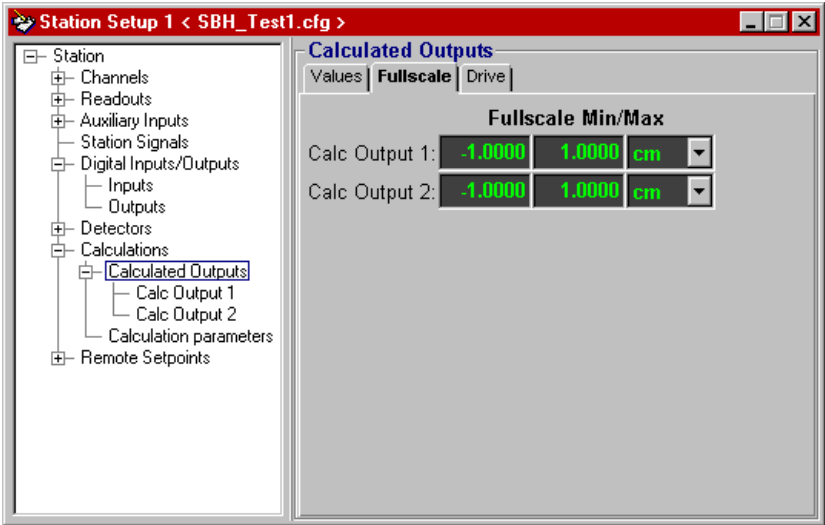 Station Setup 1 < SBH_Test1.cfg >
Station
Channels
Readouts
Auxiliary Inputs
Station Signals
Digital Inputs/Outputs
Inputs
Outputs
Detectors
Calculations
Calculated Outputs
Calc Output 1
Calc Output 2
Calculation parameters
Remote Setpoints
Calculated Outputs
Values Fullscale Drive
Fullscale Min/Max
Calc Output 1: -1.0000 1.0000 cm
Calc Output 2: -1.0000 1.0000 cm